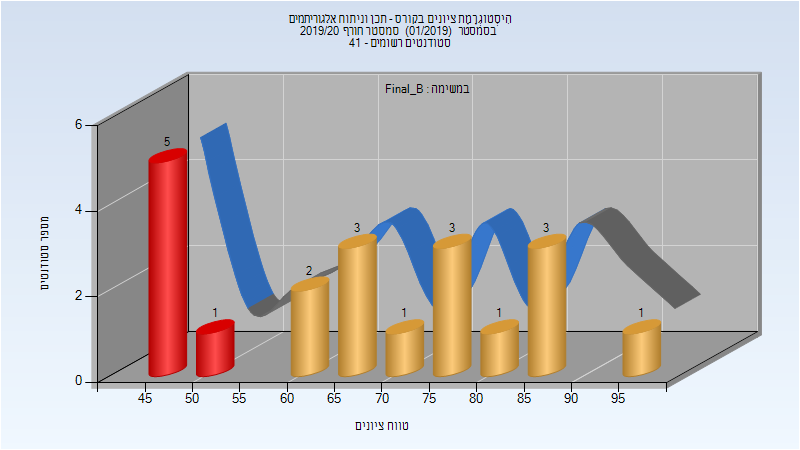 היסטוגרמת ציונים בקורס - תכן וניתוח אלגוריתמים
בסמסטר (01/2019) סמסטר חורף 2019/20
סטודנטים רשומים - 41
במשימה : Final_B
מספר סטודנטים
6
4
2
0
5
1
2
3
1
3
1
3
1
45 50 55 60 65 70 75 80 85 90 95
טווח ציונים